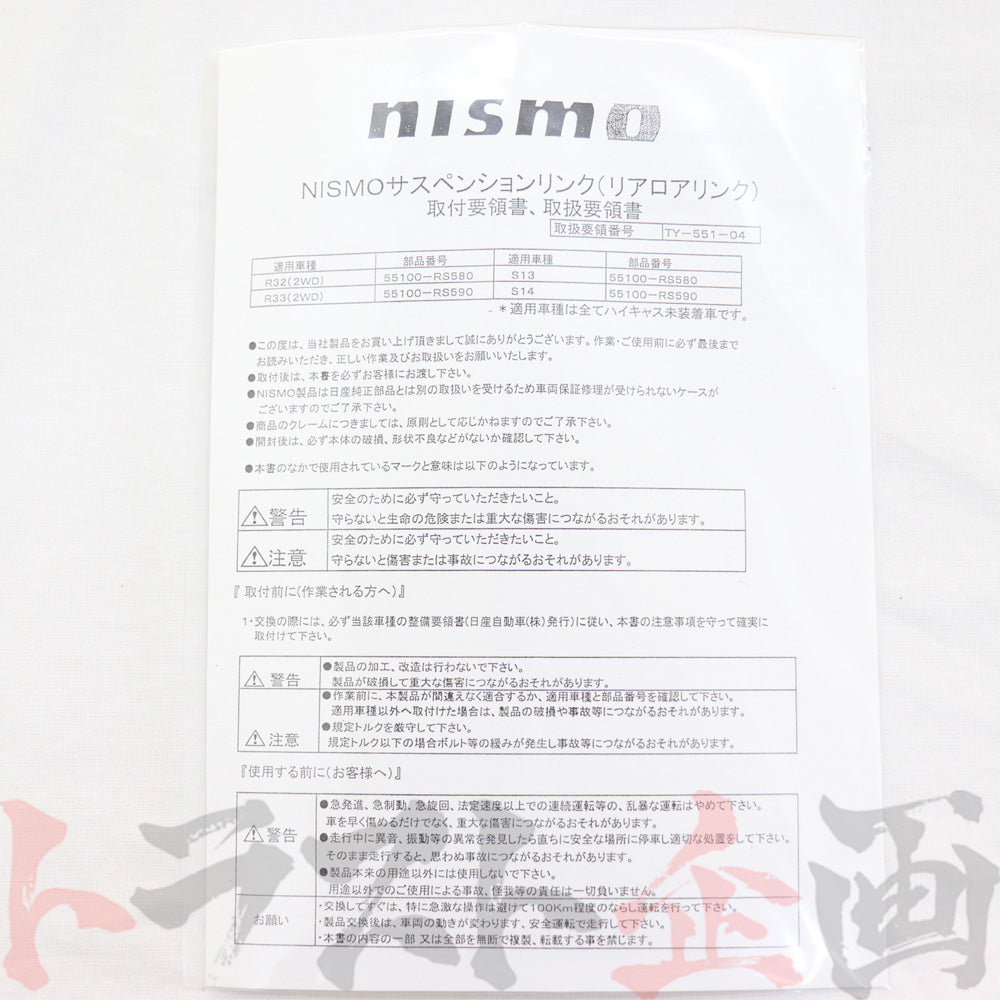 nismo
NISMOサスペンションリンク(リアロアリンク)
取付要領書、取扱要領書
取扱要領番号 TY-551-04
適用車種 部品番号 適用車種 部品番号
R32(2WD) 55100-RS580 S13 55100-RS580
R33(2WD) 55100-RS590 S14 55100-RS590
*適用車種は全てハイキャス未装着車です。
●この度は、当社製品をお買い上げ頂きまして誠にありがとうございます。作業・ご使用前に必ず最後まで
お読みいただき、正しい作業及びお取扱いをお願いいたします。
●取付後は、本書を必ずお客様にお渡し下さい。
●NISMO製品は日産純正部品とは別の取扱いを受けるため車両保証修理が受けられないケースが
ございますのでご了承下さい。
●商品のクレームにつきましては、原則として応じかねますのでご了承下さい。
●開封後は、必ず本体の破損、形状不良などがないか確認して下さい。
●本書のなかで使用されているマークと意味は以下のようになっています。
安全のために必ず守っていただきたいこと。
⚠警告 守らないと生命の危険または重大な傷害につながるおそれがあります。
安全のために必ず守っていただきたいこと。
⚠注意 守らないと傷害または事故につながるおそれがあります。
『取付前に(作業される方へ)』
1・交換の際には、必ず当該車種の整備要領書(日産自動車(株)発行)に従い、本書の注意事項を守って確実に
取付けて下さい。
●製品の加工、改造は行わないで下さい。
⚠警告 製品が破損して重大な傷害につながるおそれがあります。
●作業前に、本製品が間違えなく適合するか、適用車種と部品番号を確認して下さい。
適用車種以外へ取付けた場合は、製品の破損や事故等につながるおそれがあります。
●規定トルクを厳守して下さい。
⚠注意 規定トルク以下の場合ボルト等の緩みが発生し事故等につながるおそれがあります。
『使用する前に(お客様へ)』
●急発進、急制動、急旋回、法定速度以上での連続運転等の、乱暴な運転はやめて下さい。
車を早く傷めるだけでなく、重大な傷害につながるおそれがあります。
⚠警告 ●走行中に異音、振動等の異常を発見したら直ちに安全な場所に停車し適切な処置をして下さい。
そのまま走行すると、思わぬ事故につながるおそれがあります。
●製品本来の用途以外には使用しないで下さい。
用途以外でのご使用による事故、怪我等の責任は一切負いません。
・交換してすぐは、特に急激な操作は避けて100Km程度のならし運転を行って下さい。
お願い ・製品交換後は、車両の動きが変わります、安全運転で走行して下さい。
・本書の内容の一部 又は全部を無断で複製、転載する事を禁じます。
トラスト企画